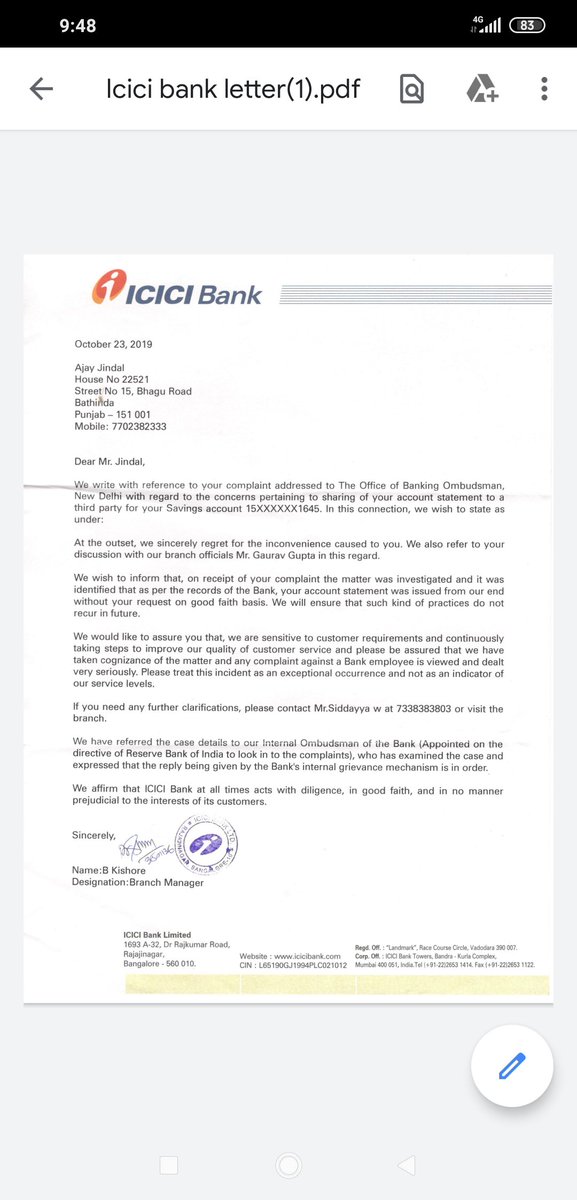 9:48
4G
83
Icici bank letter(1).pdf
i ICICI Bank
October 23, 2019
Ajay Jindal
House No 22521
Street No 15, Bhagu Road
Bathinda
Punjab – 151 001
Mobile: 7702382333
Dear Mr. Jindal,
We write with reference to your complaint addressed to The Office of Banking Ombudsman,
New Delhi with regard to the concerns pertaining to sharing of your account statement to a
third party for your Savings account 15XXXXXX1645. In this connection, we wish to state as
under:
At the outset, we sincerely regret for the inconvenience caused to you. We also refer to your
discussion with our branch officials Mr. Gaurav Gupta in this regard.
We wish to inform that, on receipt of your complaint the matter was investigated and it was
identified that as per the records of the Bank, your account statement was issued from our end
without your request on good faith basis. We will ensure that such kind of practices do not
recur in future.
We would like to assure you that, we are sensitive to customer requirements and continuously
taking steps to improve our quality of customer service and please be assured that we have
taken cognizance of the matter and any complaint against a Bank employee is viewed and dealt
very seriously. Please treat this incident as an exceptional occurrence and not as an indicator of
our service levels.
If you need any further clarifications, please contact Mr.Siddayya w at 7338383803 or visit the
branch.
We have referred the case details to our Internal Ombudsman of the Bank (Appointed on the
directive of Reserve Bank of India to look in to the complaints), who has examined the case and
expressed that the reply being given by the Bank's internal grievance mechanism is in order.
We affirm that ICICI Bank at all times acts with diligence, in good faith, and in no manner
prejudicial to the interests of its customers.
Sincerely,
Name:B Kishore
Designation:Branch Manager
ICICI Bank Limited
1693 A-32, Dr Rajkumar Road,
Rajajinagar,
Bangalore - 560 010.
Website : www.icicibank.com
CIN : L65190GJ1994PLC021012
Regd. Off. : "Landmark", Race Course Circle, Vadodara 390 007.
Corp. Off. : ICICI Bank Towers, Bandra - Kurla Complex,
Mumbai 400 051, India.Tel (+91-22)2653 1414. Fax (+91-22)2653 1122.